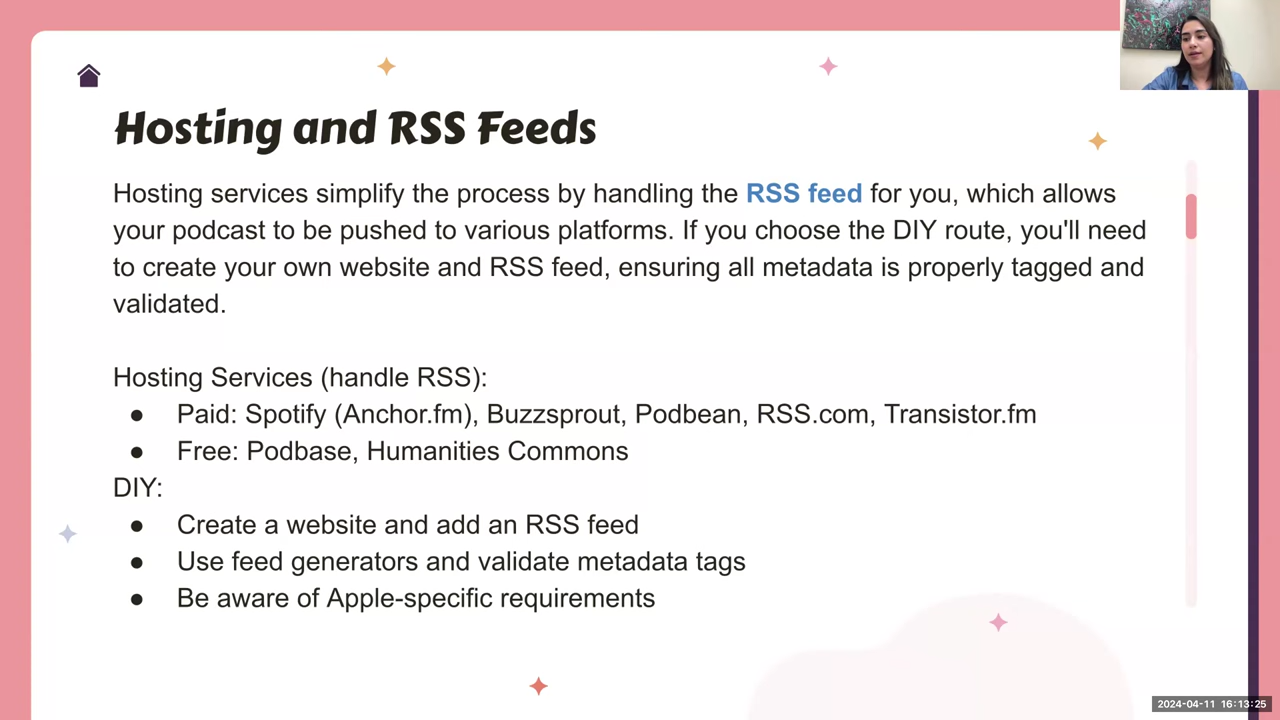 Hosting and RSS Feeds
Hosting services simplify the process by handling the RSS feed for you, which allows
your podcast to be pushed to various platforms. If you choose the DIY route, you'll need
to create your own website and RSS feed, ensuring all metadata is properly tagged and
validated.
Hosting Services (handle RSS):
● Paid: Spotify (Anchor.fm), Buzzsprout, Podbean, RSS.com, Transistor.fm
● Free: Podbase, Humanities Commons
DIY:
● Create a website and add an RSS feed
● Use feed generators and validate metadata tags
● Be aware of Apple-specific requirements
2024-04-11 16:13:25